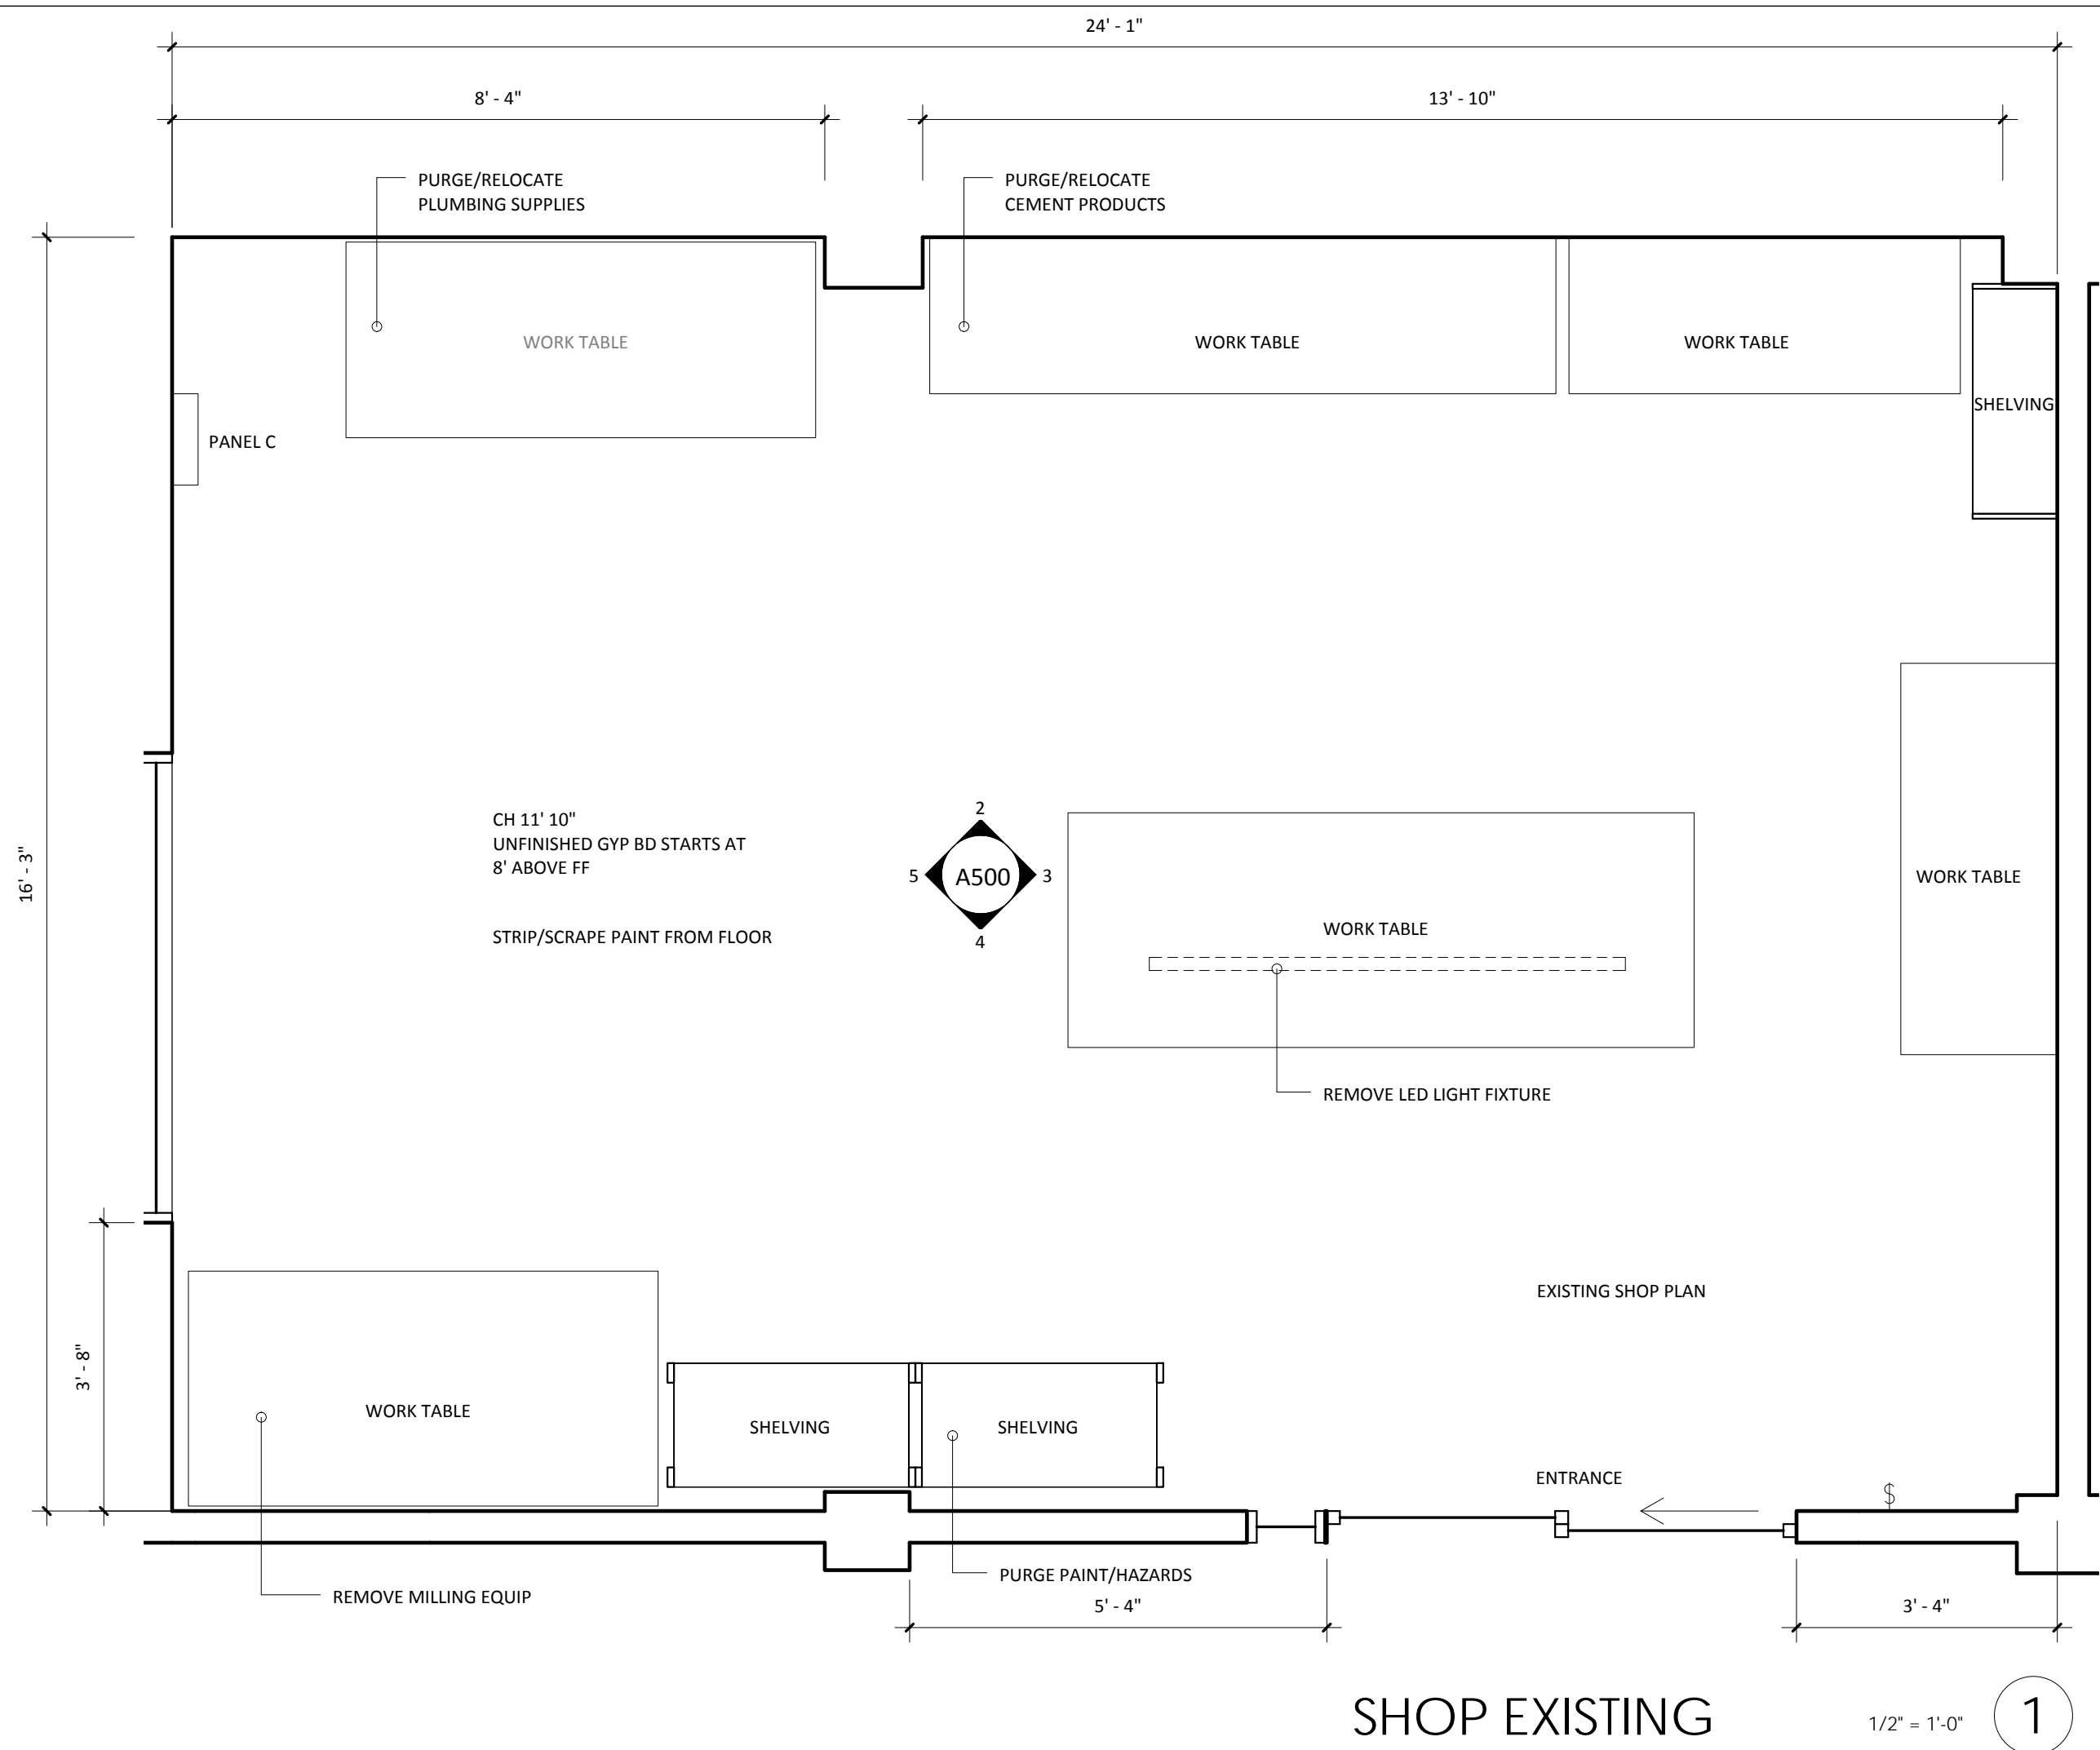 24' - 1"
8' - 4"
13' - 10"
PURGE/RELOCATE
PLUMBING SUPPLIES
PURGE/RELOCATE
CEMENT PRODUCTS
WORK TABLE
WORK TABLE
WORK TABLE
SHELVING
PANEL C
16' - 3"
CH 11' 10"
UNFINISHED GYP BD STARTS AT
8' ABOVE FF
STRIP/SCRAPE PAINT FROM FLOOR
2
5
A500
3
4
WORK TABLE
WORK TABLE
REMOVE LED LIGHT FIXTURE
EXISTING SHOP PLAN
3' - 8"
WORK TABLE
SHELVING
SHELVING
ENTRANCE
$
REMOVE MILLING EQUIP
PURGE PAINT/HAZARDS
5' - 4"
3' - 4"
SHOP EXISTING
1/2" = 1'-0"
1